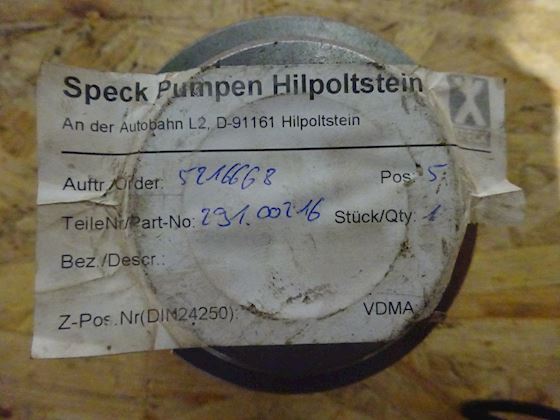 Speck Pumpen Hilpoltstein
An der Autobahn L2, D-91161 Hilpoltstein
Auftr./Order: 5216668 Pos 5
TeileNr/Part-No: 291.00216 Stück/Qty: 1
Bez./Descr.:
Z-Pos.Nr(DIN24250): VDMA